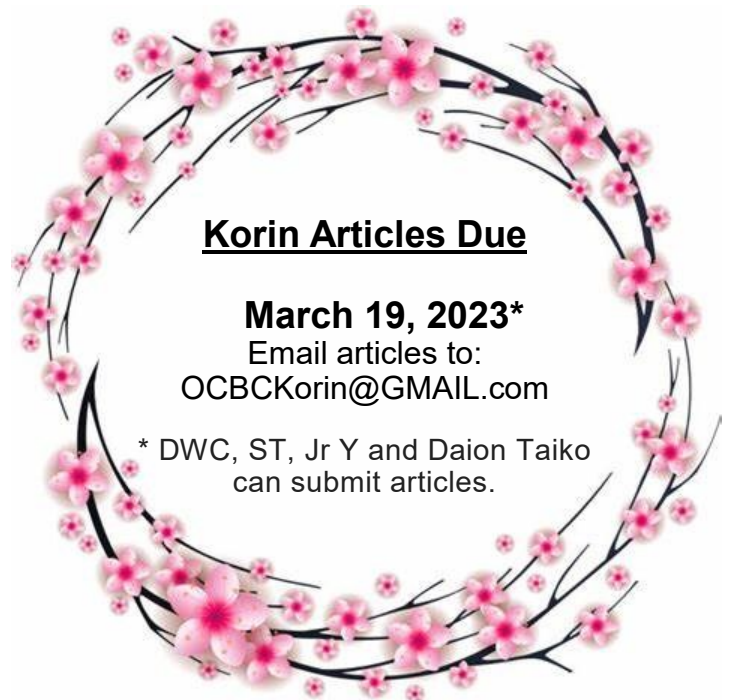 Korin Articles Due
March 19, 2023*
Email articles to:
OCBCKorin@GMAIL.com
* DWC, ST, Jr Y and Daion Taiko
can submit articles.